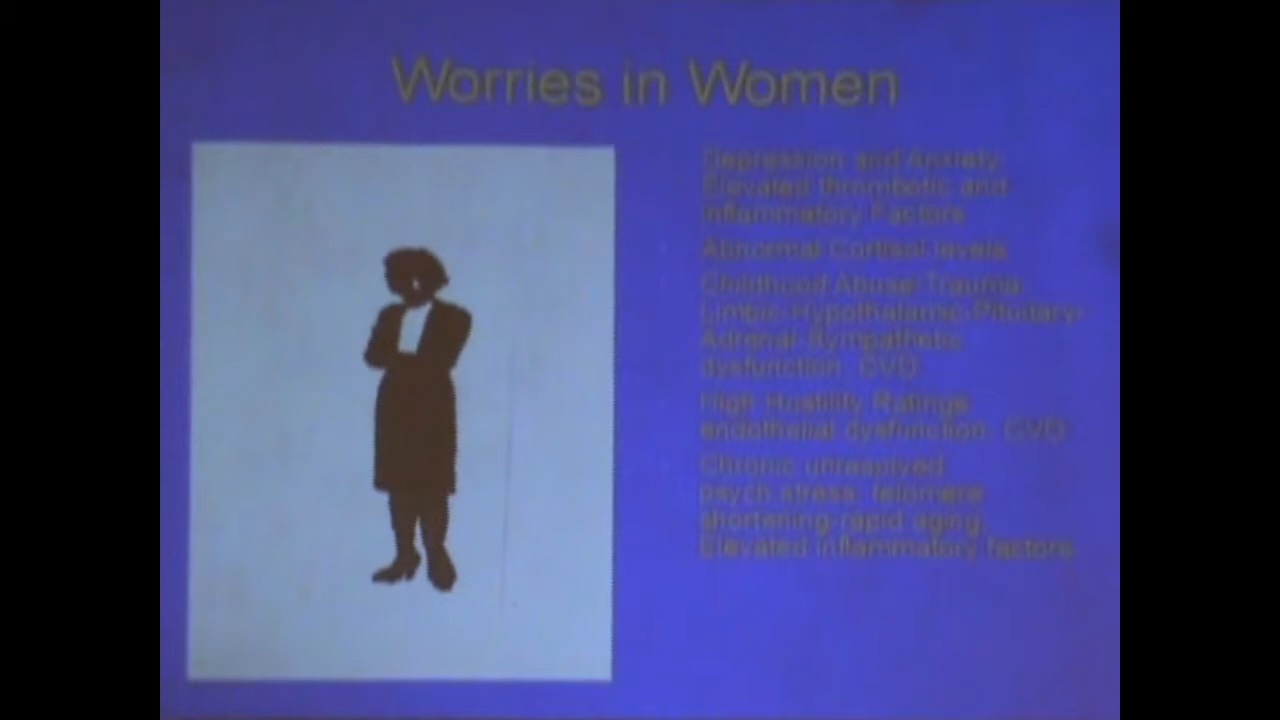 Worries in Women
Depression and Anxiety
Elevated thrombotic and
inflammatory Factors
Abnormal Cortisol levels
Childhood Abuse Trauma
Limbic-Hypothalamic-Pituitary-
Adrenal-Sympathetic
dysfunction CVD
High Hostility Ratings
endothelial dysfunction CVD
Chronic unresolved
psych stress telomere
shortening-rapid aging
Elevated inflammatory factors